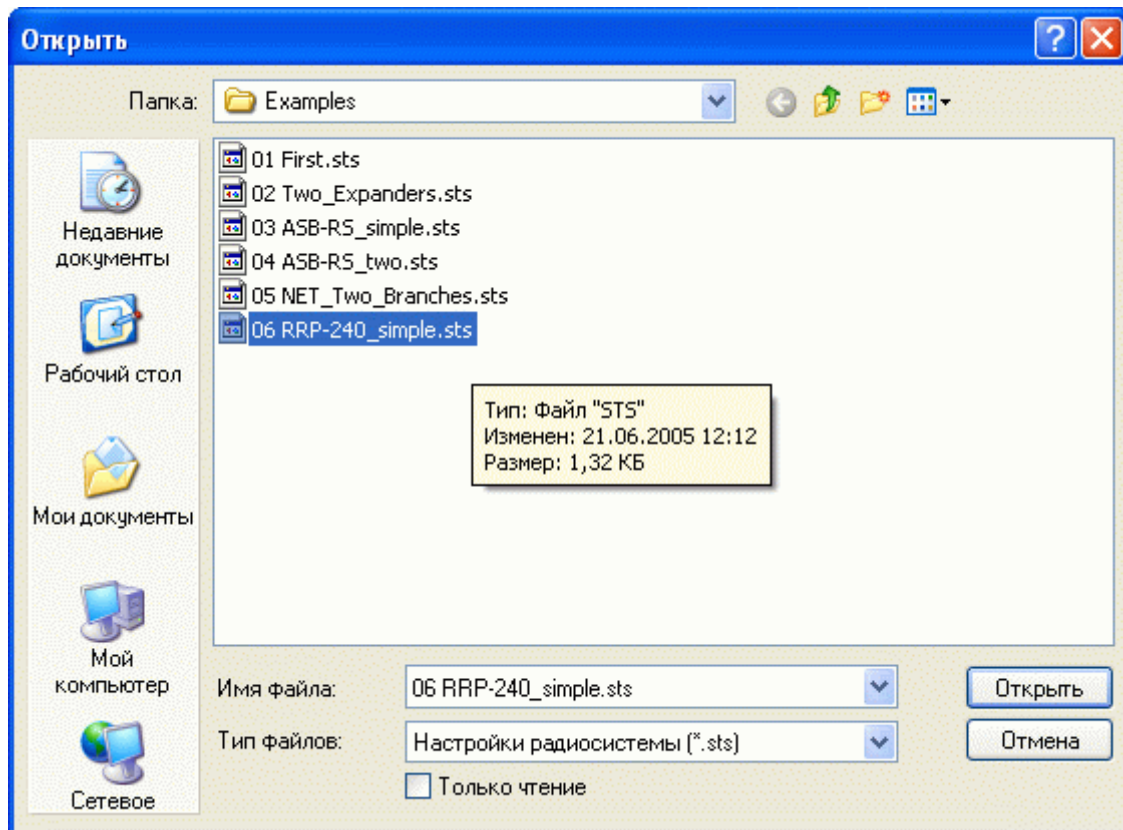 Открыть
Папка:
Examples
01 First.sts
02 Two_Expanders.sts
03 ASB-RS_simple.sts
04 ASB-RS_two.sts
05 NET_Two_Branches.sts
06 RRP-240_simple.sts
Тип: Файл "STS"
Изменен: 21.06.2005 12:12
Размер: 1,32 КБ
Недавние
документы
Рабочий стол
Мои документы
Мой
компьютер
Сетевое
Имя файла:
06 RRP-240_simple.sts
Открыть
Тип файлов:
Настройки радиосистемы (*.sts)
Отмена
Только чтение